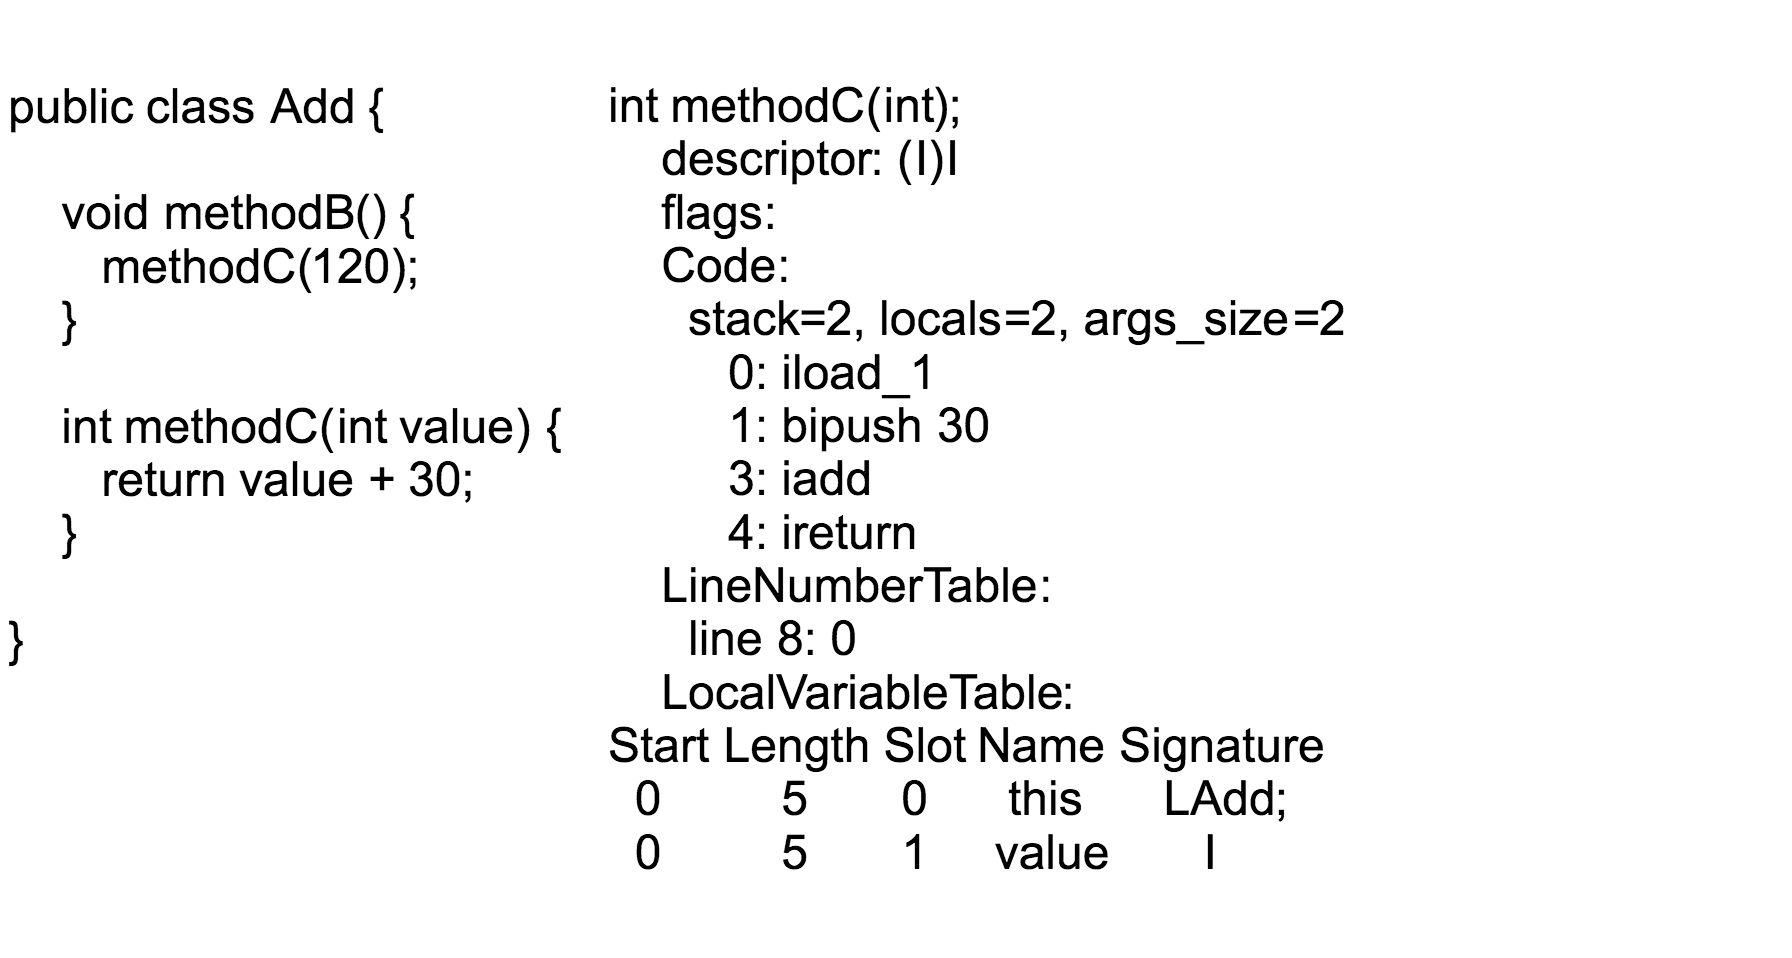 public class Add {
void methodB() {
methodC(120);
}
int methodC(int value) {
return value + 30;
}
}
int methodC(int);
descriptor: (I)I
flags:
Code:
stack=2, locals=2, args_size=2
0: iload_1
1: bipush 30
3: iadd
4: ireturn
LineNumberTable:
line 8: 0
LocalVariableTable:
Start Length Slot Name Signature
0 5 0 this LAdd;
0 5 1 value I